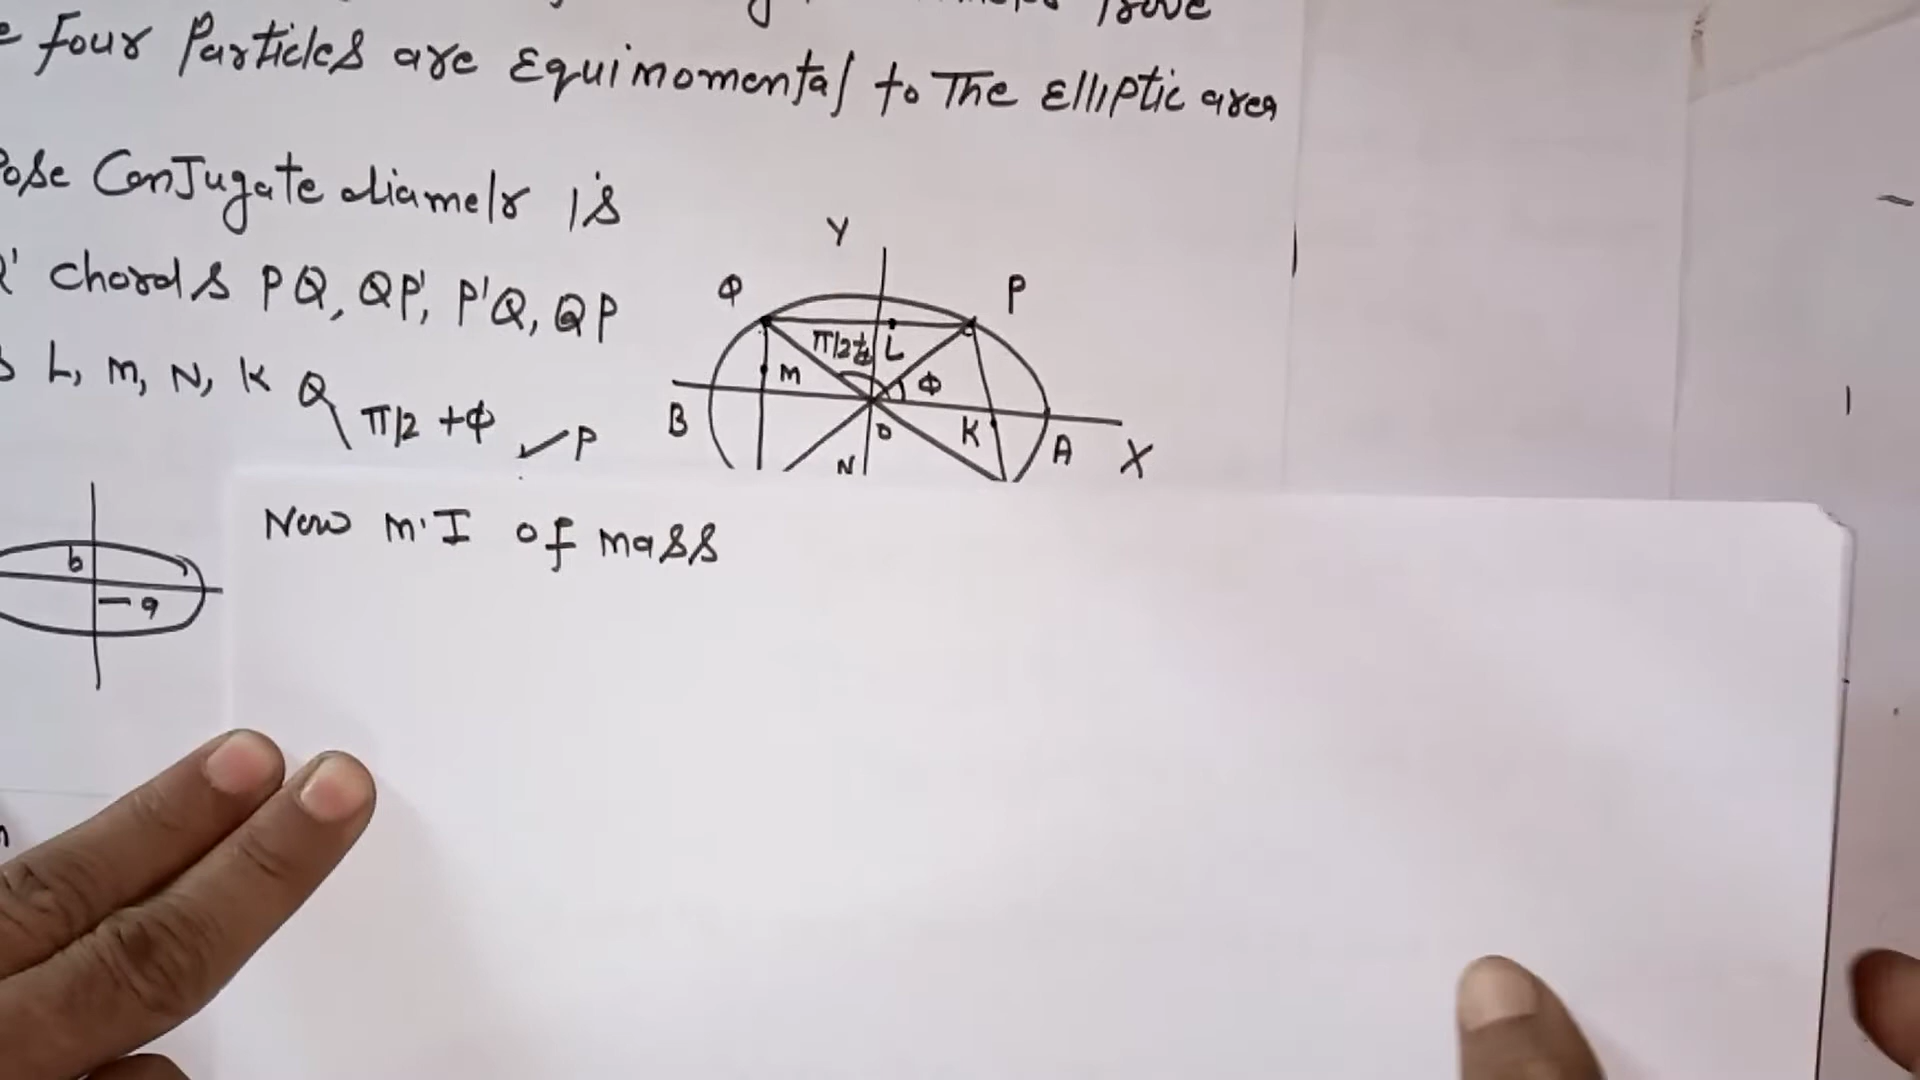 Four Particles are Equimomental to The Elliptic area
Conjugate diameter is
chords PQ, QP', P'Q, QP
L, M, N, K
Q π/2 + φ P
Y
P
π/2+φ L
M φ
B O K A X
N
b
a
Now M.I of mass